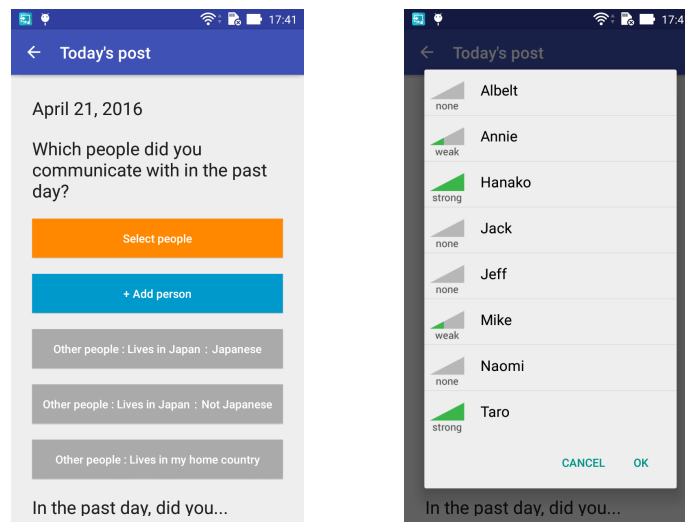 17:41
Today's post
April 21, 2016
Which people did you
communicate with in the past
day?
Select people
+ Add person
Other people : Lives in Japan : Japanese
Other people : Lives in Japan : Not Japanese
Other people : Lives in my home country
In the past day, did you...
17:4
Today's post
Albelt
none
Annie
weak
Hanako
strong
Jack
none
Jeff
none
Mike
weak
Naomi
none
Taro
strong
CANCEL OK
In the past day, did you...